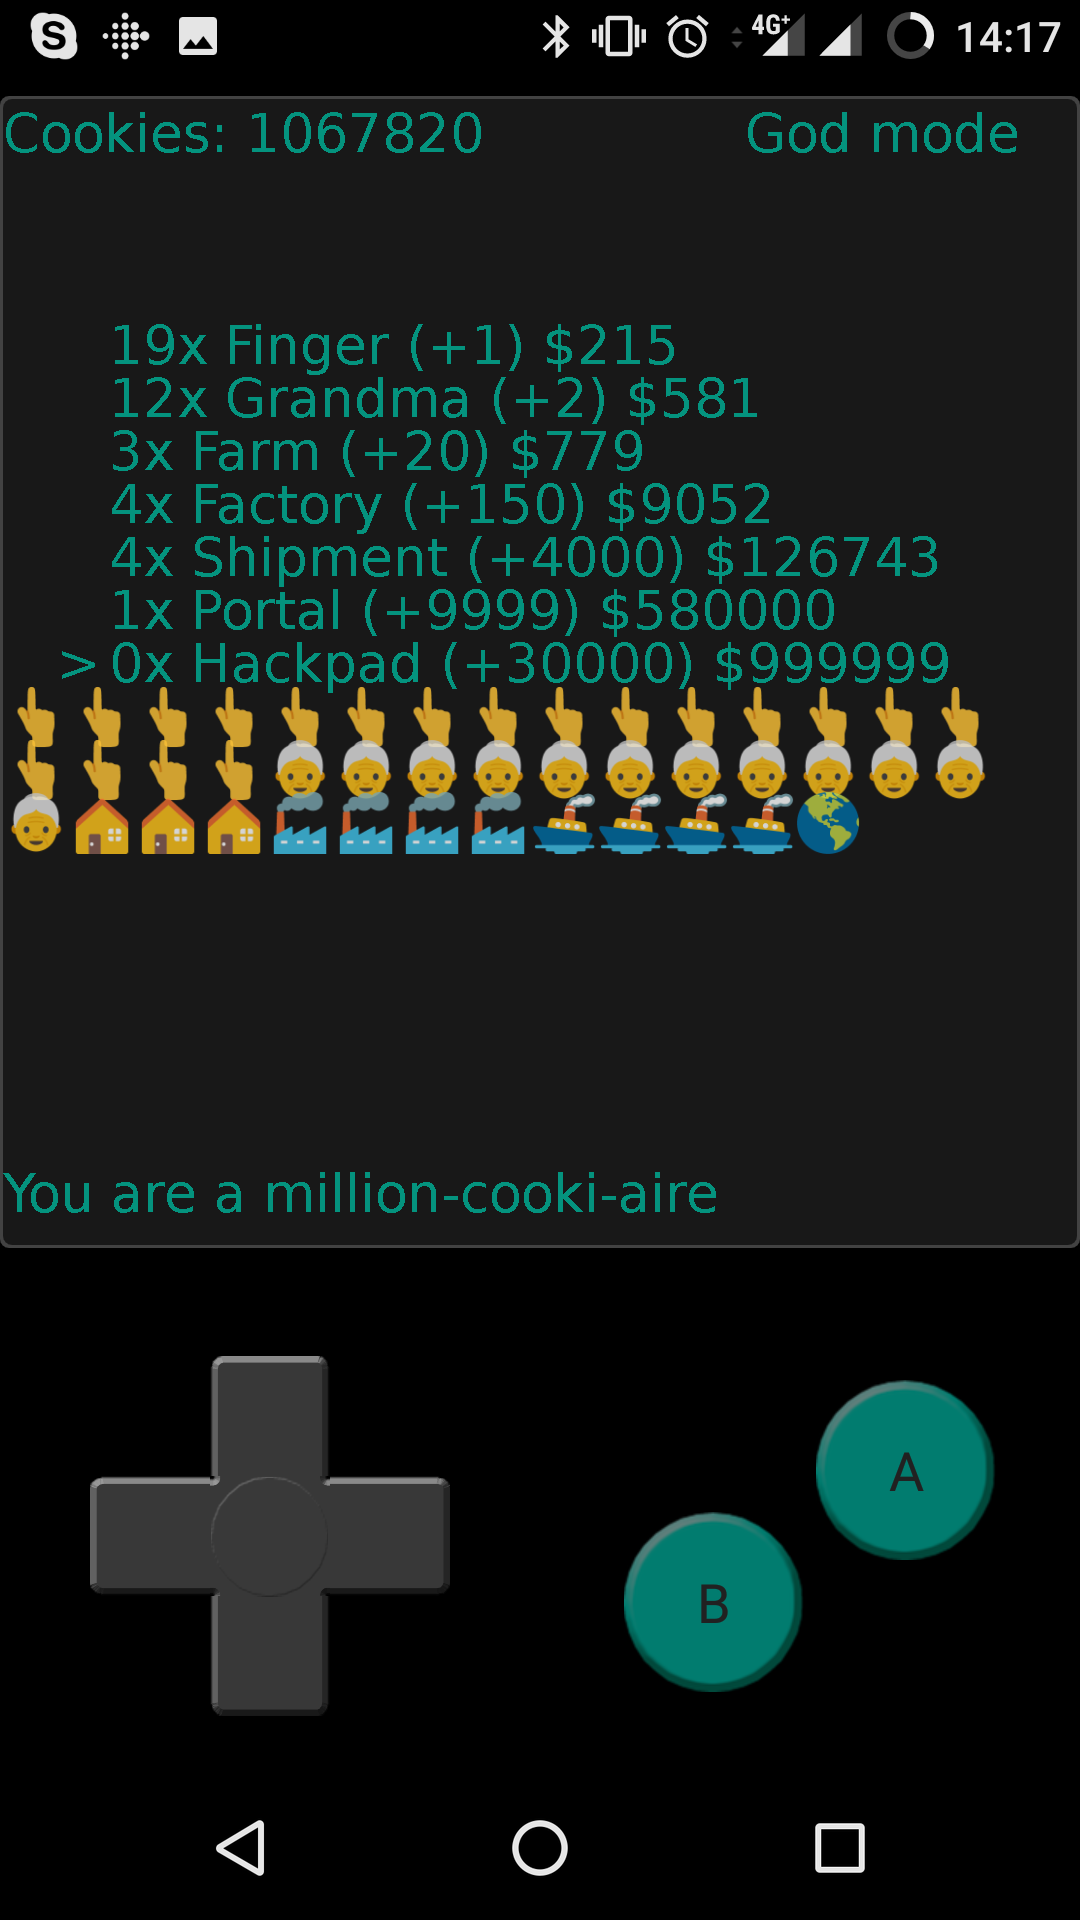 4G+ 14:17
Cookies: 1067820 God mode
19x Finger (+1) $215
12x Grandma (+2) $581
3x Farm (+20) $779
4x Factory (+150) $9052
4x Shipment (+4000) $126743
1x Portal (+9999) $580000
> 0x Hackpad (+30000) $999999
You are a million-cooki-aire
A
B